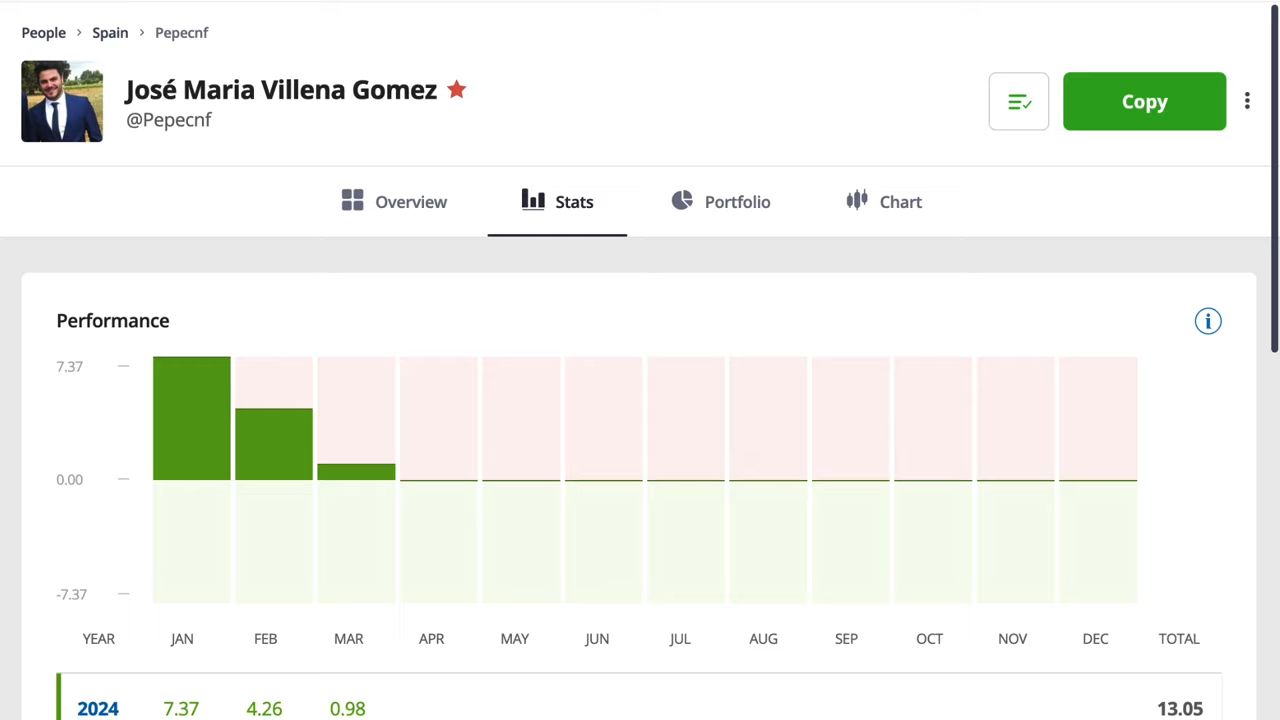 People > Spain > Pepecnf
José Maria Villena Gomez
@Pepecnf
Copy
Overview Stats Portfolio Chart
Performance
7.37
0.00
-7.37
YEAR JAN FEB MAR APR MAY JUN JUL AUG SEP OCT NOV DEC TOTAL
2024 7.37 4.26 0.98 13.05